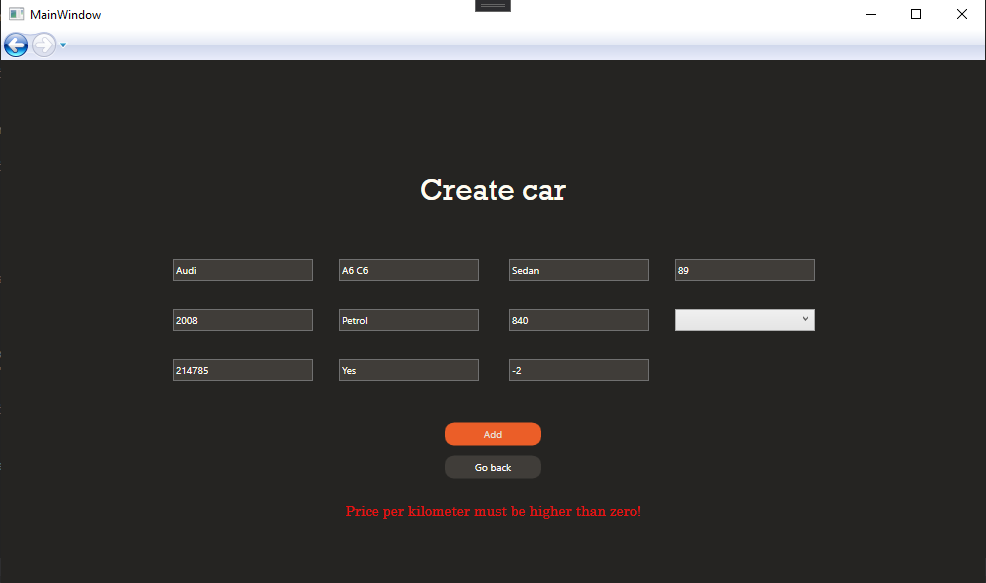 MainWindow
Create car
Audi A6 C6 Sedan 89
2008 Petrol 840
214785 Yes -2
Add
Go back
Price per kilometer must be higher than zero!